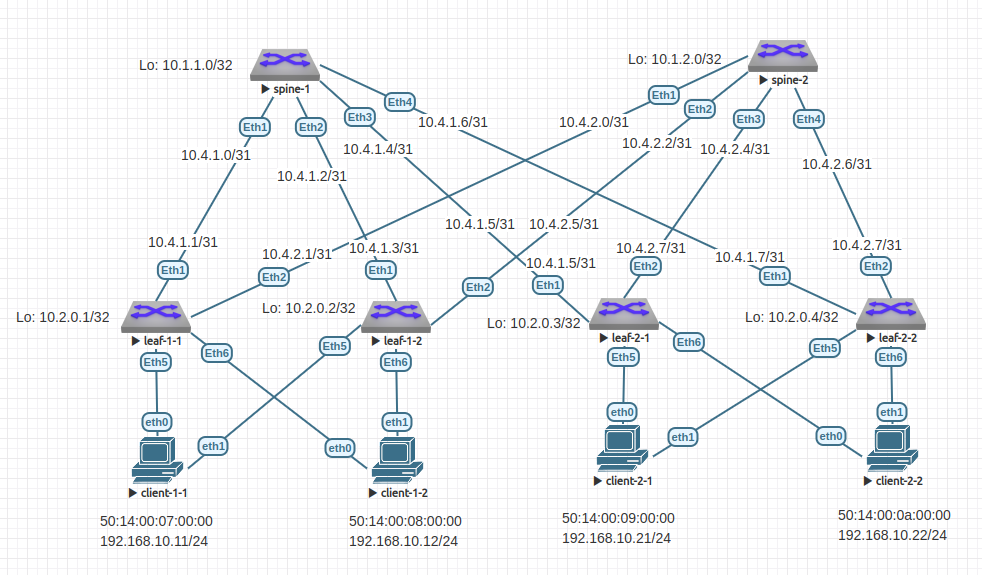 Lo: 10.1.1.0/32
spine-1
Lo: 10.1.2.0/32
spine-2
Eth1
Eth2
Eth3
Eth4
Eth1
Eth2
Eth3
Eth4
10.4.1.0/31
10.4.1.2/31
10.4.1.4/31
10.4.1.6/31
10.4.2.0/31
10.4.2.2/31
10.4.2.4/31
10.4.2.6/31
10.4.1.1/31
10.4.2.1/31
10.4.1.3/31
10.4.1.5/31
10.4.2.5/31
10.4.1.5/31
10.4.2.7/31
10.4.1.7/31
10.4.2.7/31
Eth1
Eth2
Eth1
Eth2
Eth1
Eth2
Eth1
Eth2
Lo: 10.2.0.1/32
leaf-1-1
Lo: 10.2.0.2/32
leaf-1-2
Lo: 10.2.0.3/32
leaf-2-1
Lo: 10.2.0.4/32
leaf-2-2
Eth5
Eth6
Eth5
Eth6
Eth5
Eth6
Eth5
Eth6
eth0
eth1
eth0
eth1
eth0
eth1
eth0
eth1
client-1-1
client-1-2
client-2-1
client-2-2
50:14:00:07:00:00
192.168.10.11/24
50:14:00:08:00:00
192.168.10.12/24
50:14:00:09:00:00
192.168.10.21/24
50:14:00:0a:00:00
192.168.10.22/24